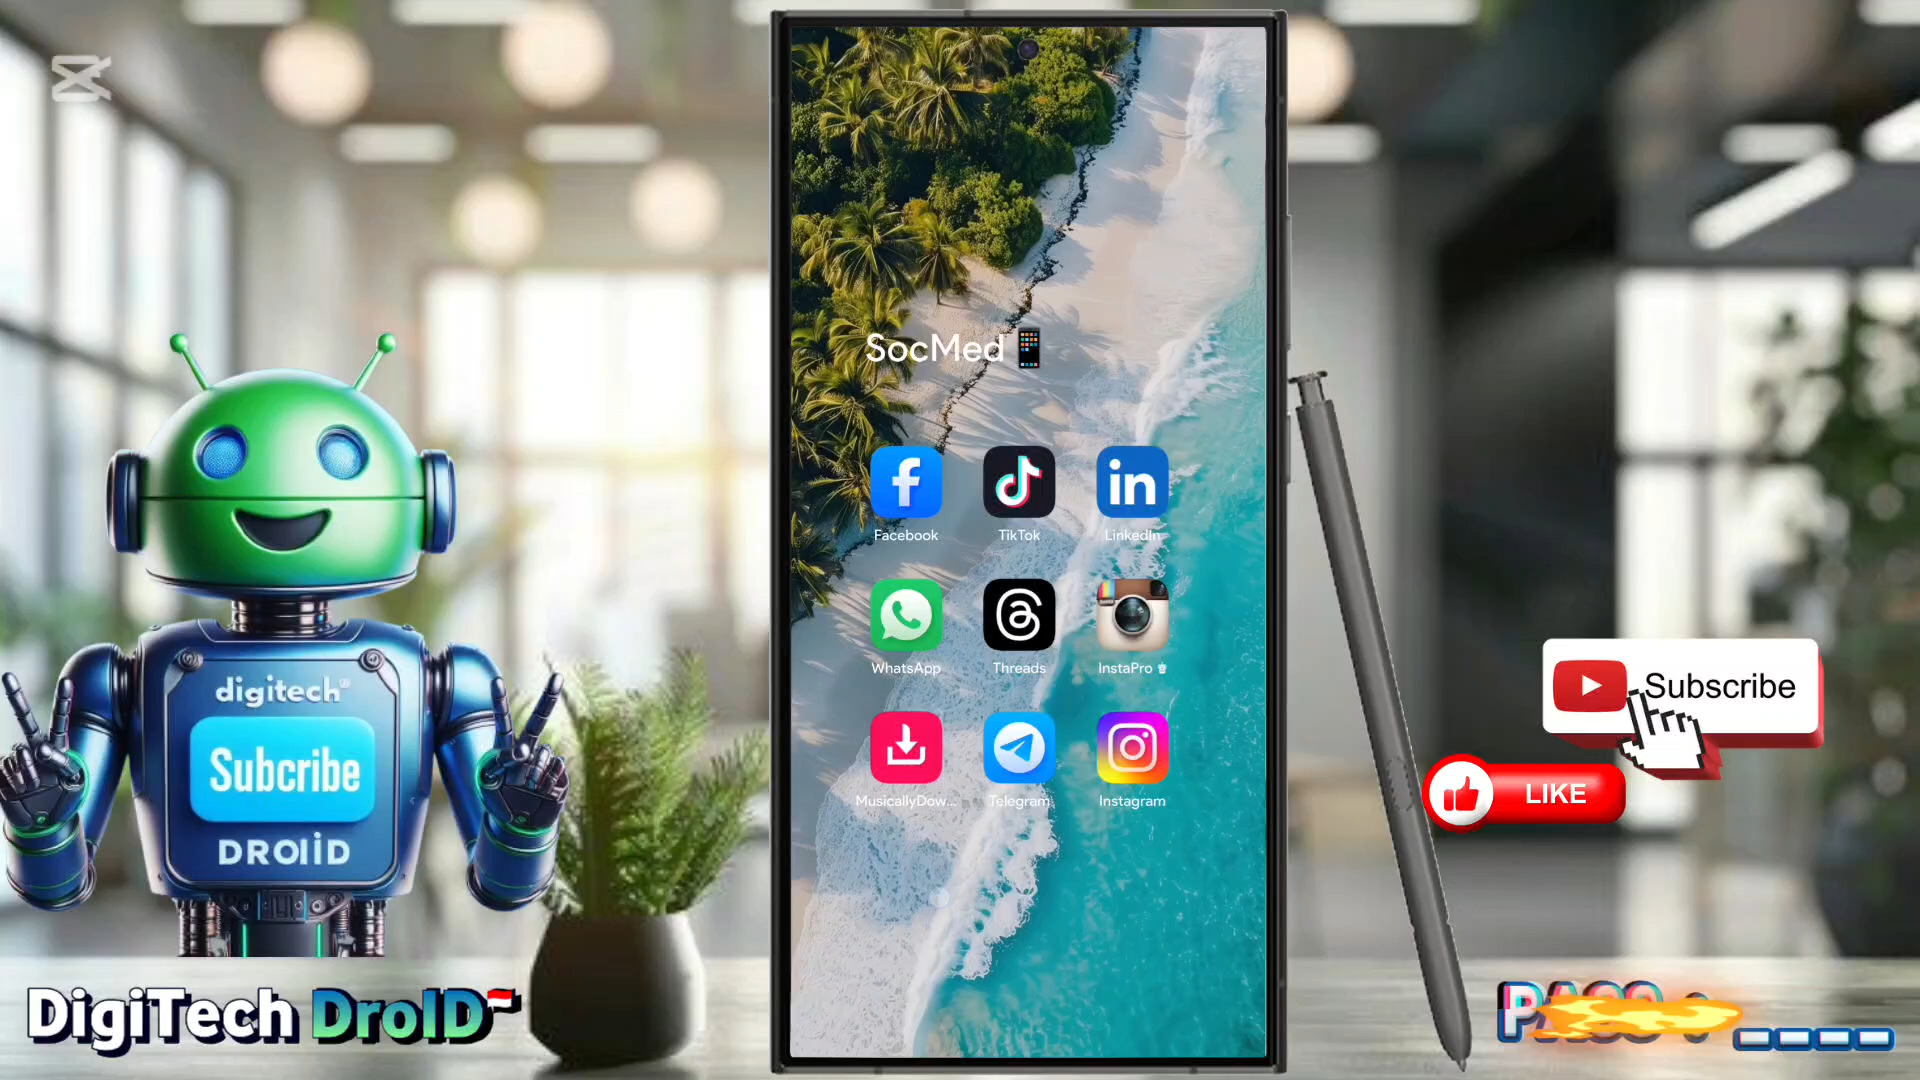 SocMed📱
Facebook
TikTok
LinkedIn
WhatsApp
Threads
InstaPro
MusicallyDow...
Telegram
Instagram
digitech®
Subcribe
DROIiD
DigiTech DroID
Subscribe
LIKE